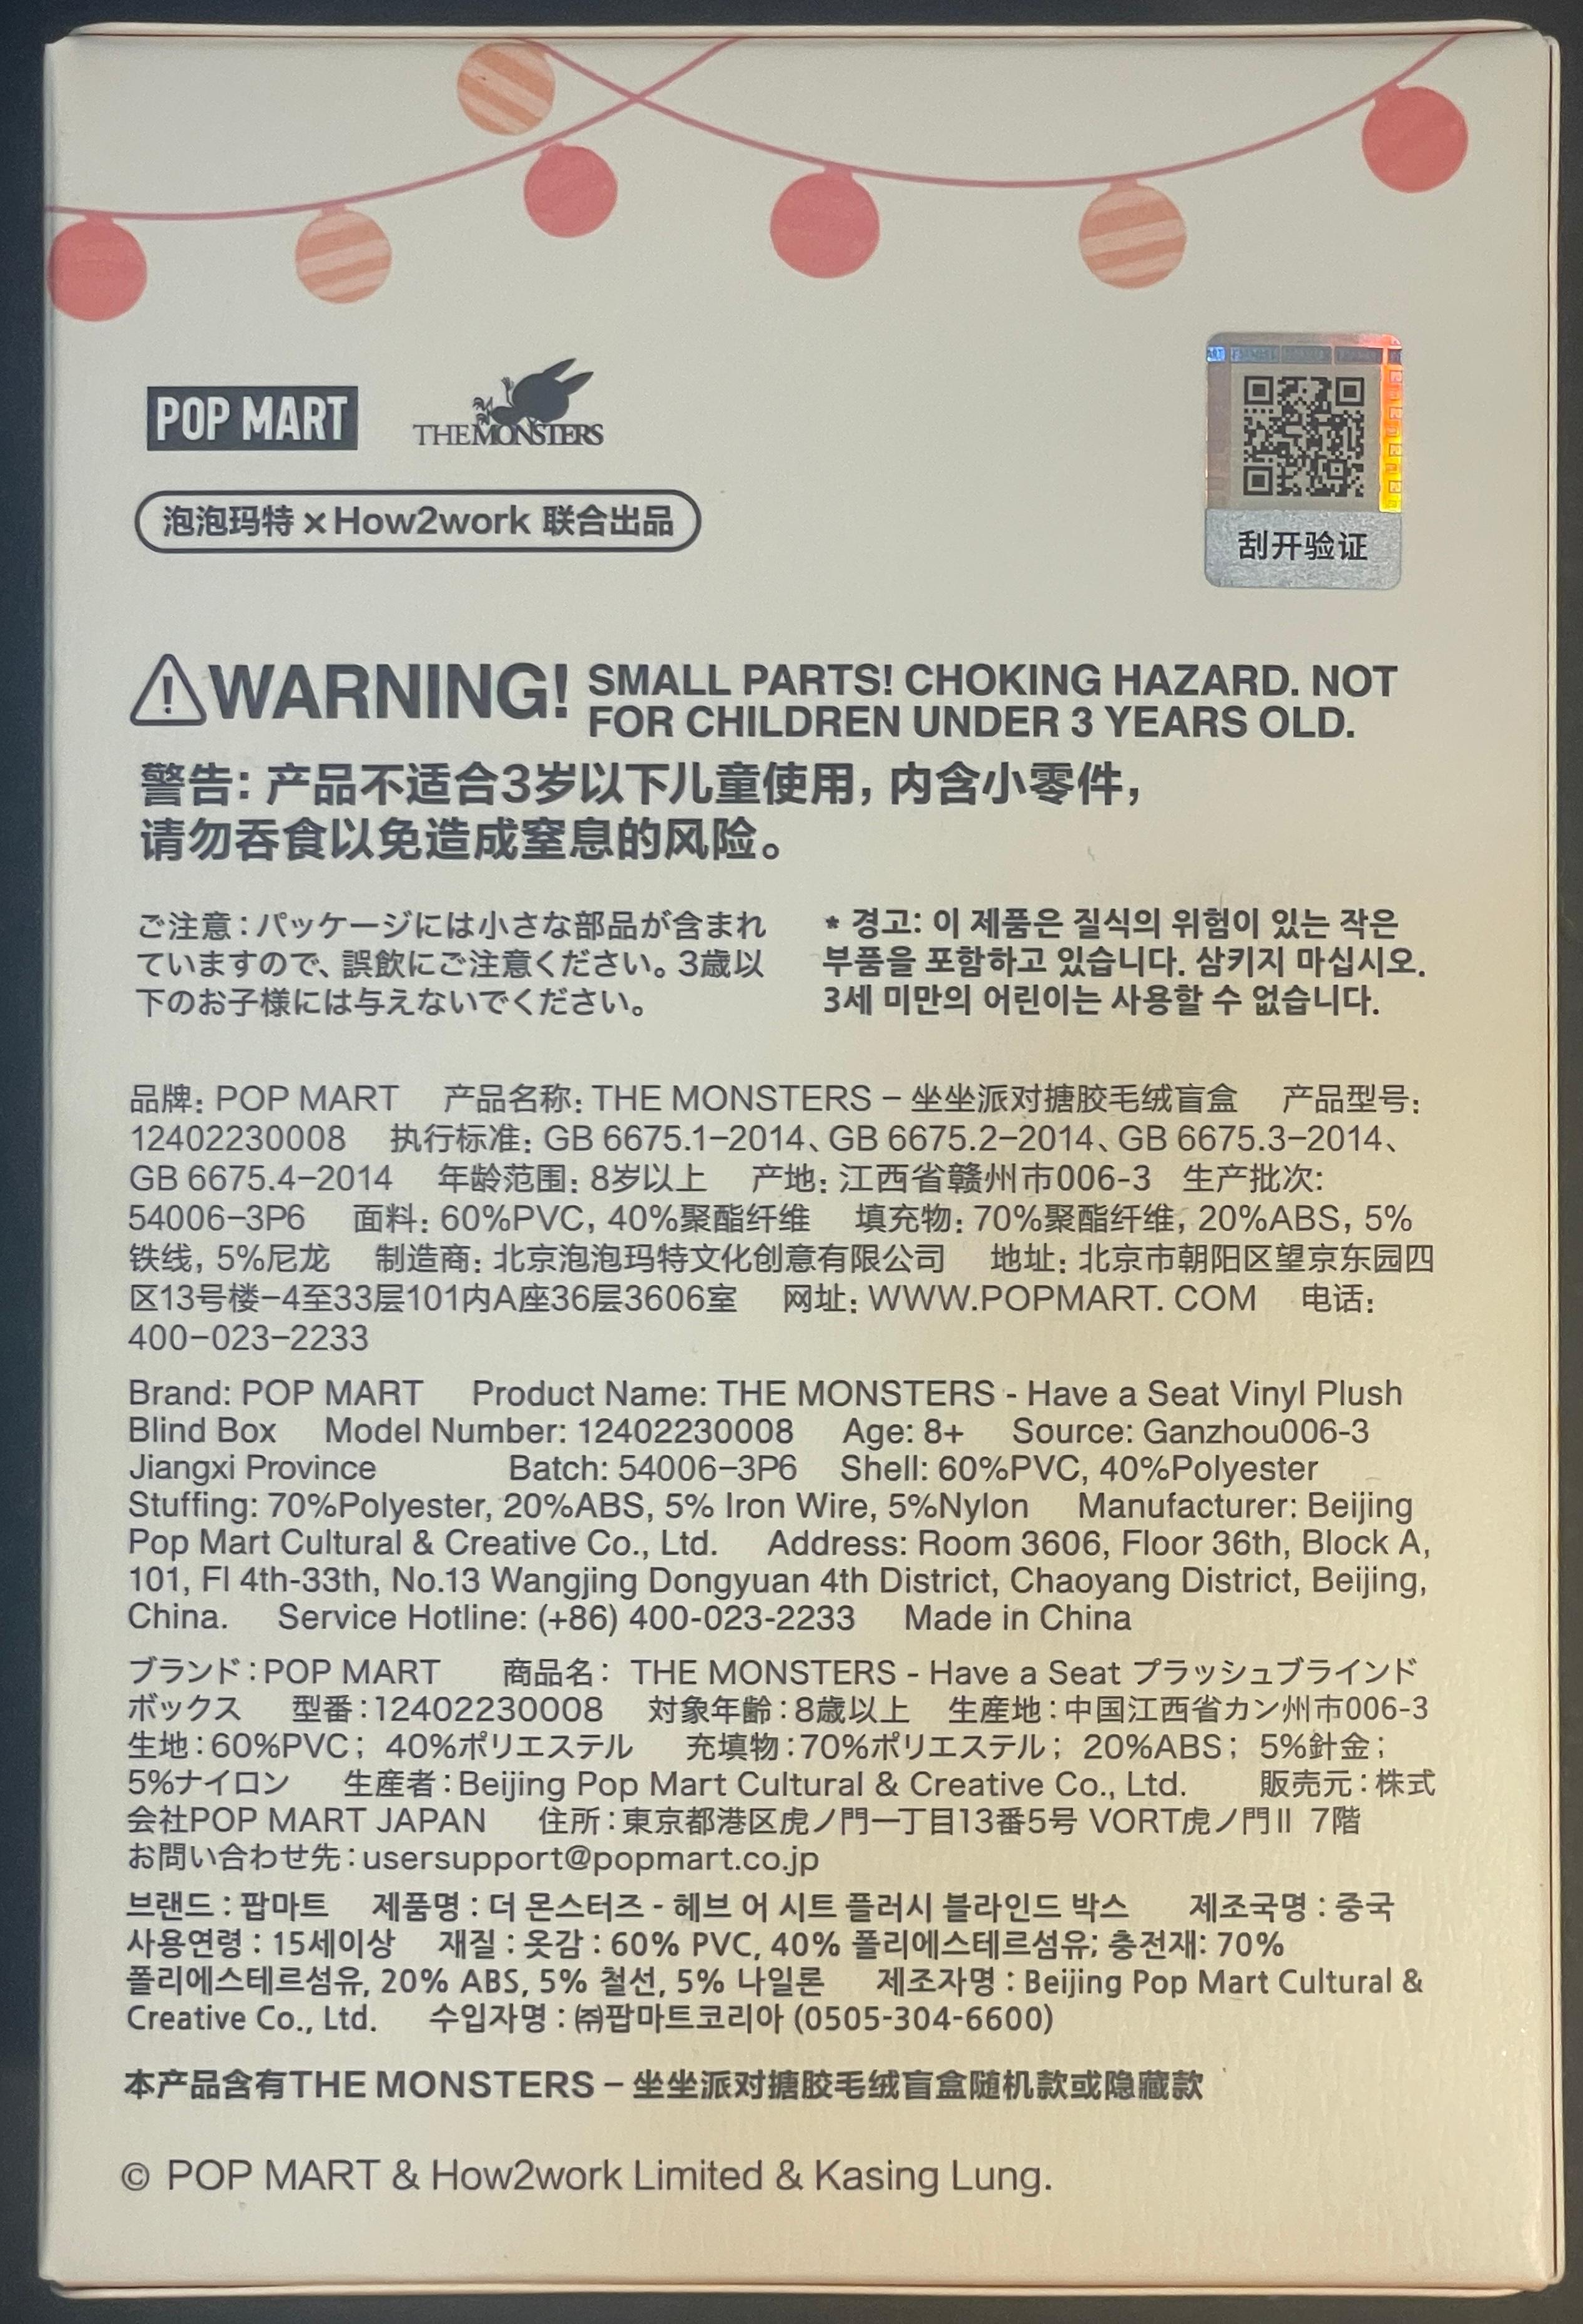 POP MART
THE MONSTERS
泡泡玛特 × How2work 联合出品
刮开验证
WARNING! SMALL PARTS! CHOKING HAZARD. NOT
FOR CHILDREN UNDER 3 YEARS OLD.
警告: 产品不适合3岁以下儿童使用, 内含小零件,
请勿吞食以免造成窒息的风险。
ご注意:パッケージには小さな部品が含まれ
ていますので、誤飲にご注意ください。3歳以
下のお子様には与えないでください。
* 경고: 이 제품은 질식의 위험이 있는 작은
부품을 포함하고 있습니다. 삼키지 마십시오.
3세 미만의 어린이는 사용할 수 없습니다.
品牌: POP MART 产品名称: THE MONSTERS – 坐坐派对搪胶毛绒盲盒 产品型号:
12402230008 执行标准: GB 6675.1–2014、GB 6675.2–2014、GB 6675.3–2014、
GB 6675.4–2014 年龄范围: 8岁以上 产地: 江西省赣州市006-3 生产批次:
54006–3P6 面料: 60%PVC, 40%聚酯纤维 填充物: 70%聚酯纤维, 20%ABS, 5%
铁线, 5%尼龙 制造商: 北京泡泡玛特文化创意有限公司 地址: 北京市朝阳区望京东园四
区13号楼–4至33层101内A座36层3606室 网址: WWW.POPMART. COM 电话:
400–023–2233
Brand: POP MART Product Name: THE MONSTERS - Have a Seat Vinyl Plush
Blind Box Model Number: 12402230008 Age: 8+ Source: Ganzhou006-3
Jiangxi Province Batch: 54006–3P6 Shell: 60%PVC, 40%Polyester
Stuffing: 70%Polyester, 20%ABS, 5% Iron Wire, 5%Nylon Manufacturer: Beijing
Pop Mart Cultural & Creative Co., Ltd. Address: Room 3606, Floor 36th, Block A,
101, Fl 4th-33th, No.13 Wangjing Dongyuan 4th District, Chaoyang District, Beijing,
China. Service Hotline: (+86) 400-023-2233 Made in China
ブランド:POP MART 商品名: THE MONSTERS - Have a Seat プラッシュブラインド
ボックス 型番:12402230008 対象年齢:8歳以上 生産地:中国江西省カン州市006-3
生地:60%PVC; 40%ポリエステル 充填物:70%ポリエステル; 20%ABS; 5%針金;
5%ナイロン 生産者:Beijing Pop Mart Cultural & Creative Co., Ltd. 販売元:株式
会社POP MART JAPAN 住所:東京都港区虎ノ門一丁目13番5号 VORT虎ノ門Ⅱ 7階
お問い合わせ先:usersupport@popmart.co.jp
브랜드 : 팝마트 제품명 : 더 몬스터즈 - 헤브 어 시트 플러시 블라인드 박스 제조국명 : 중국
사용연령 : 15세이상 재질 : 옷감 : 60% PVC, 40% 폴리에스테르섬유; 충전재: 70%
폴리에스테르섬유, 20% ABS, 5% 철선, 5% 나일론 제조자명 : Beijing Pop Mart Cultural &
Creative Co., Ltd. 수입자명 : ㈜팝마트코리아 (0505-304-6600)
本产品含有THE MONSTERS – 坐坐派对搪胶毛绒盲盒随机款或隐藏款
© POP MART & How2work Limited & Kasing Lung.